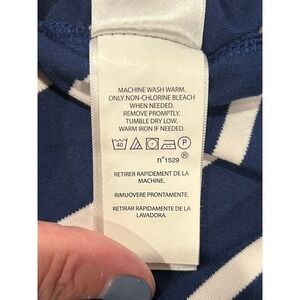 MACHINE WASH WARM.
ONLY NON-CHLORINE BLEACH
WHEN NEEDED.
REMOVE PROMPTLY,
TUMBLE DRY LOW.
WARM IRON IF NEEDED.
40 P
n°1529 ®
RETIRER RAPIDEMENT DE LA
MACHINE.
RIMUOVERE PRONTAMENTE.
RETIRAR RÁPIDAMENTE DE LA
LAVADORA.